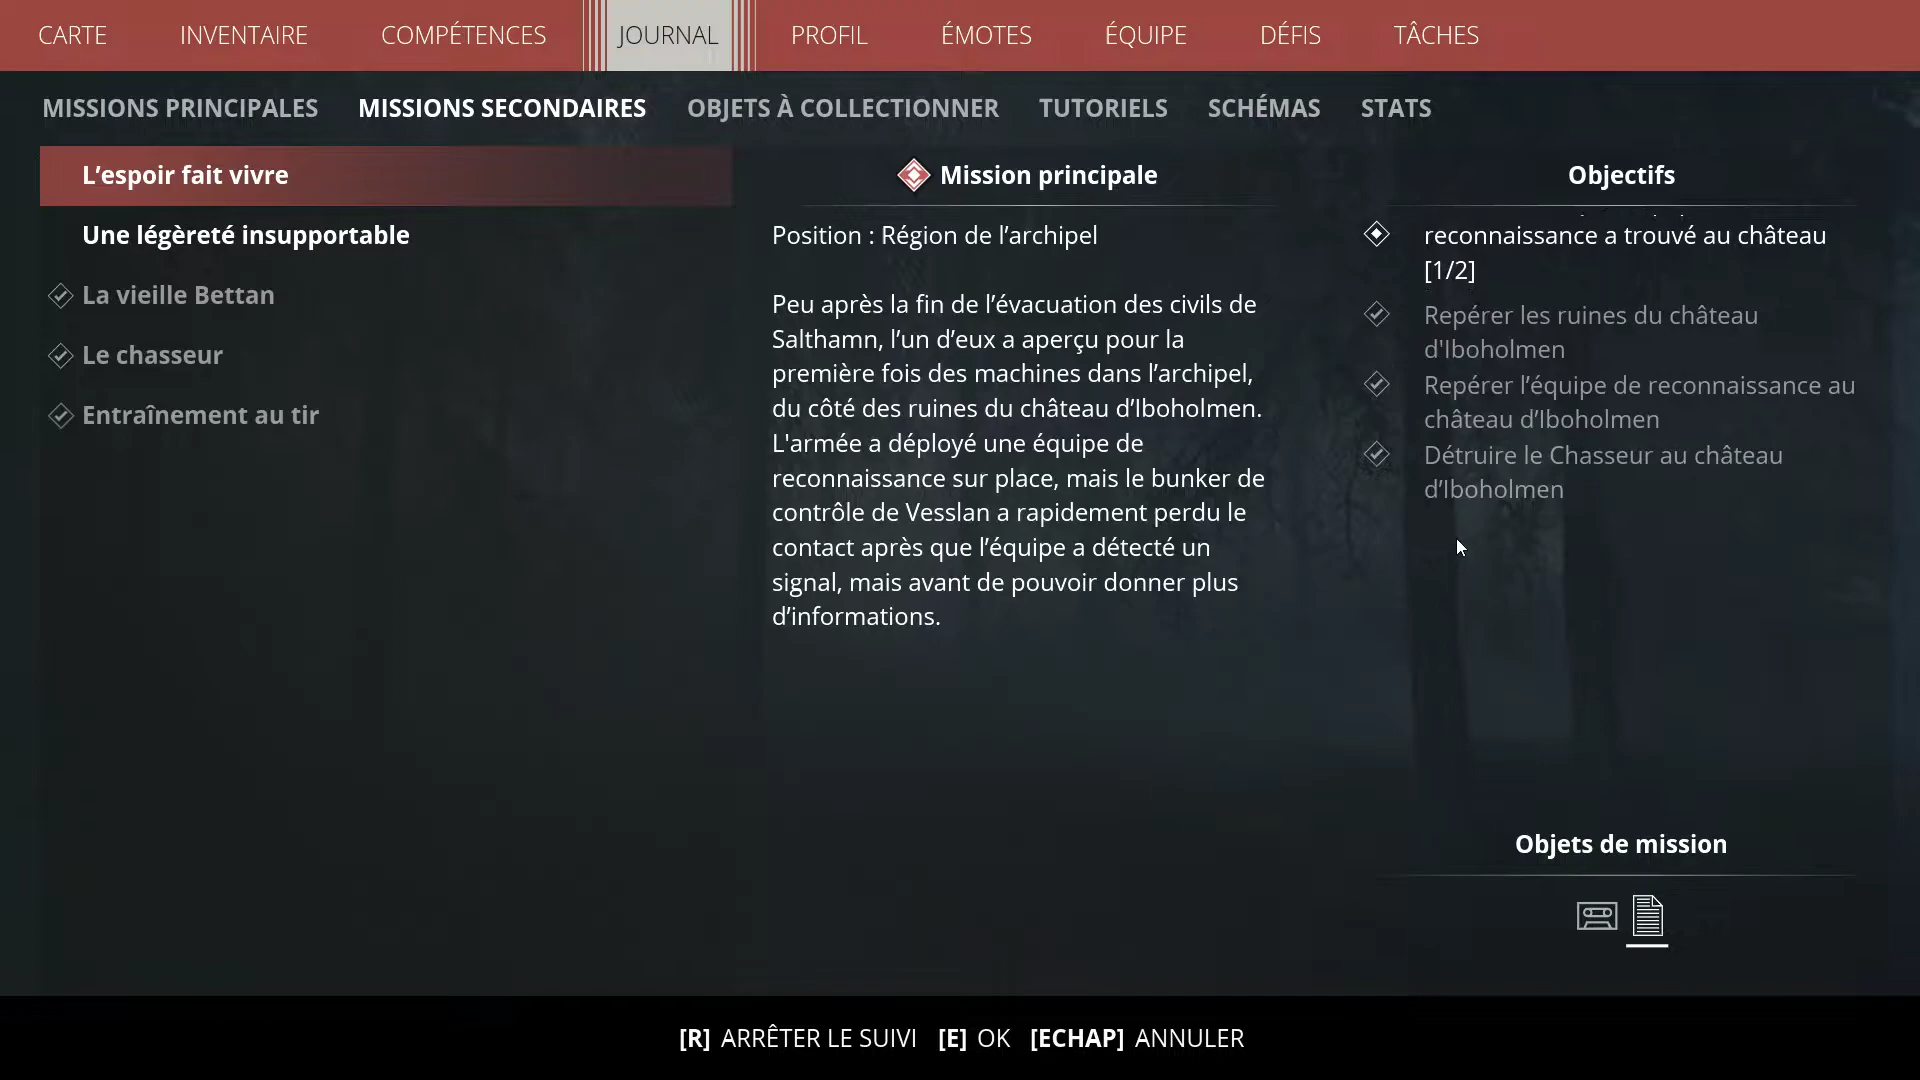 CARTE INVENTAIRE COMPÉTENCES JOURNAL PROFIL ÉMOTES ÉQUIPE DÉFIS TÂCHES
MISSIONS PRINCIPALES MISSIONS SECONDAIRES OBJETS À COLLECTIONNER TUTORIELS SCHÉMAS STATS
L’espoir fait vivre
Une légèreté insupportable
La vieille Bettan
Le chasseur
Entraînement au tir
Mission principale
Position : Région de l’archipel
Peu après la fin de l’évacuation des civils de
Salthamn, l’un d’eux a aperçu pour la
première fois des machines dans l’archipel,
du côté des ruines du château d’Iboholmen.
L'armée a déployé une équipe de
reconnaissance sur place, mais le bunker de
contrôle de Vesslan a rapidement perdu le
contact après que l’équipe a détecté un
signal, mais avant de pouvoir donner plus
d’informations.
Objectifs
reconnaissance a trouvé au château
[1/2]
Repérer les ruines du château
d'Iboholmen
Repérer l’équipe de reconnaissance au
château d’Iboholmen
Détruire le Chasseur au château
d’Iboholmen
Objets de mission
[R] ARRÊTER LE SUIVI [E] OK [ECHAP] ANNULER